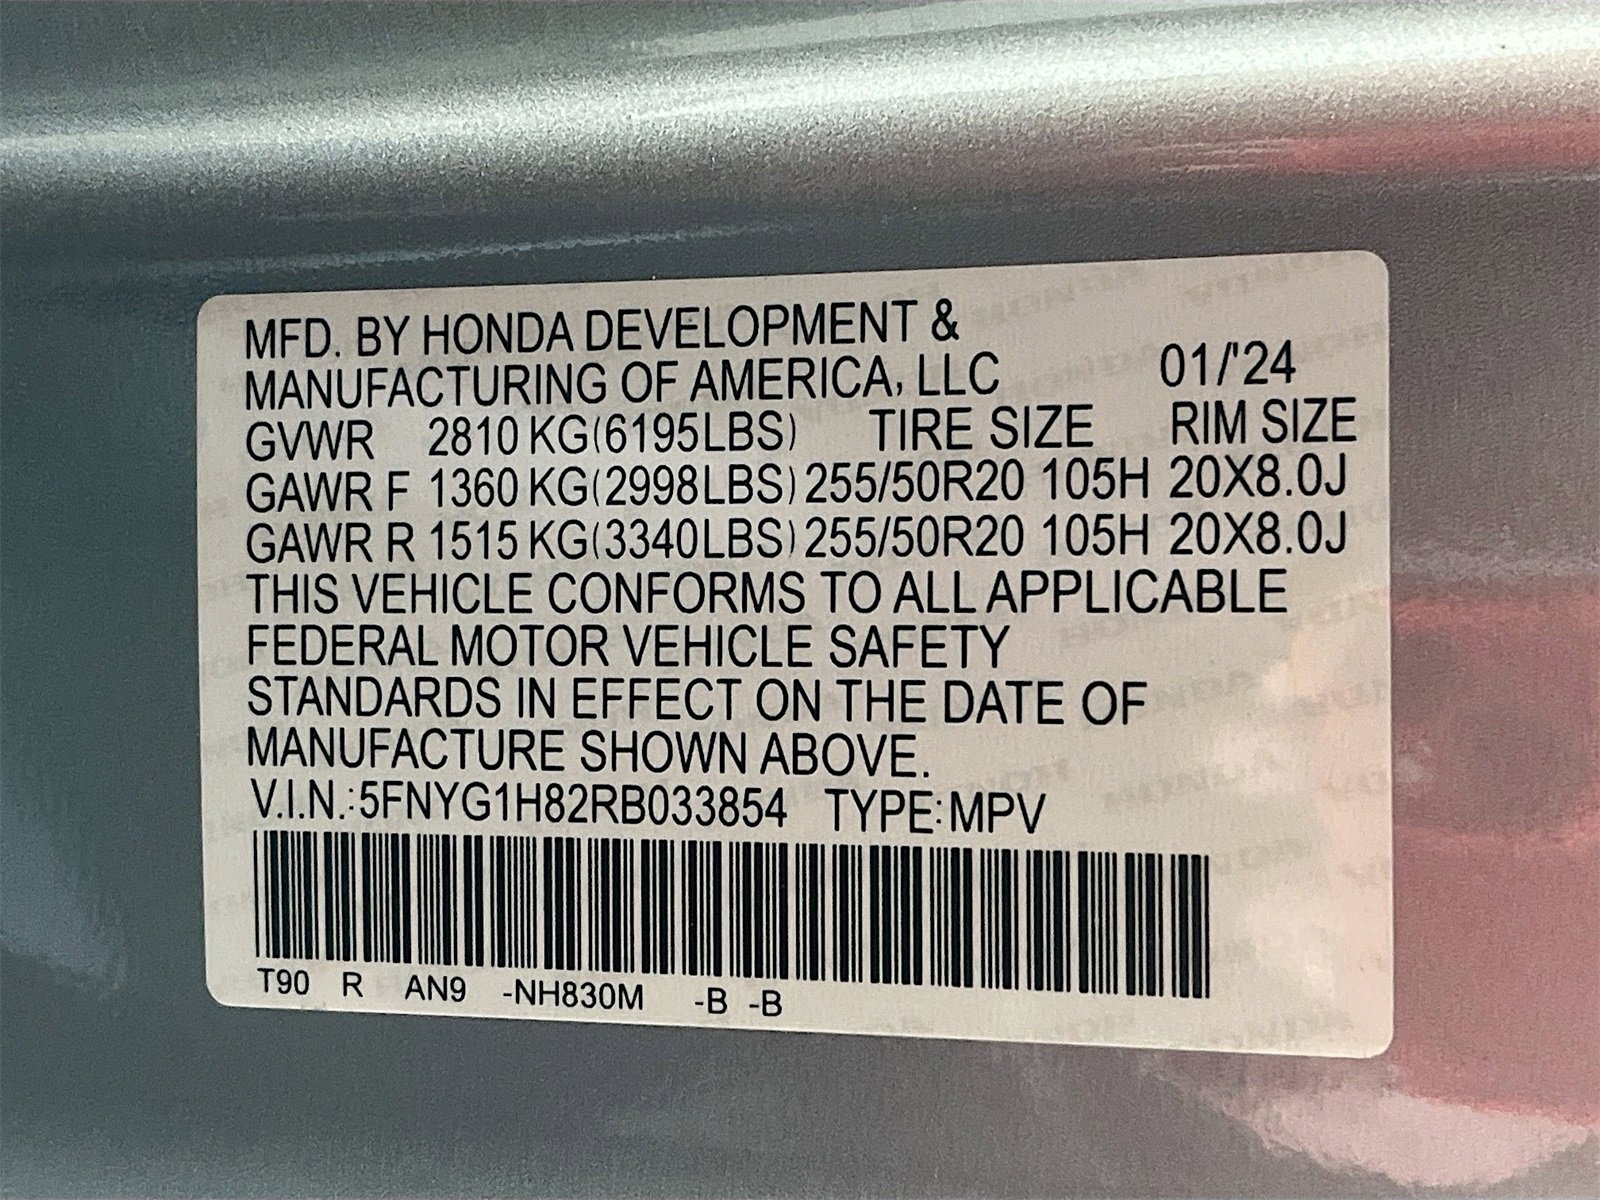 MFD. BY HONDA DEVELOPMENT &
MANUFACTURING OF AMERICA, LLC 01/'24
GVWR 2810 KG(6195LBS) TIRE SIZE RIM SIZE
GAWR F 1360 KG(2998LBS) 255/50R20 105H 20X8.0J
GAWR R 1515 KG(3340LBS) 255/50R20 105H 20X8.0J
THIS VEHICLE CONFORMS TO ALL APPLICABLE
FEDERAL MOTOR VEHICLE SAFETY
STANDARDS IN EFFECT ON THE DATE OF
MANUFACTURE SHOWN ABOVE.
V.I.N.:5FNYG1H82RB033854 TYPE:MPV
T90 R AN9 -NH830M -B -B